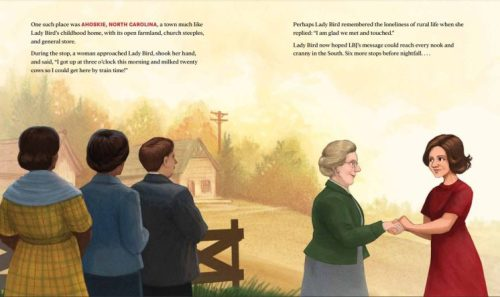 One such place was AHOSKIE, NORTH CAROLINA, a town much like
Lady Bird's childhood home, with its open farmland, church steeples,
and general store.
During the stop, a woman approached Lady Bird, shook her hand,
and said, "I got up at three o'clock this morning and milked twenty
cows so I could get here by train time!"
Perhaps Lady Bird remembered the loneliness of rural life when she
replied: "I am glad we met and touched."
Lady Bird now hoped LBJ's message could reach every nook and
cranny in the South. Six more stops before nightfall. . . .